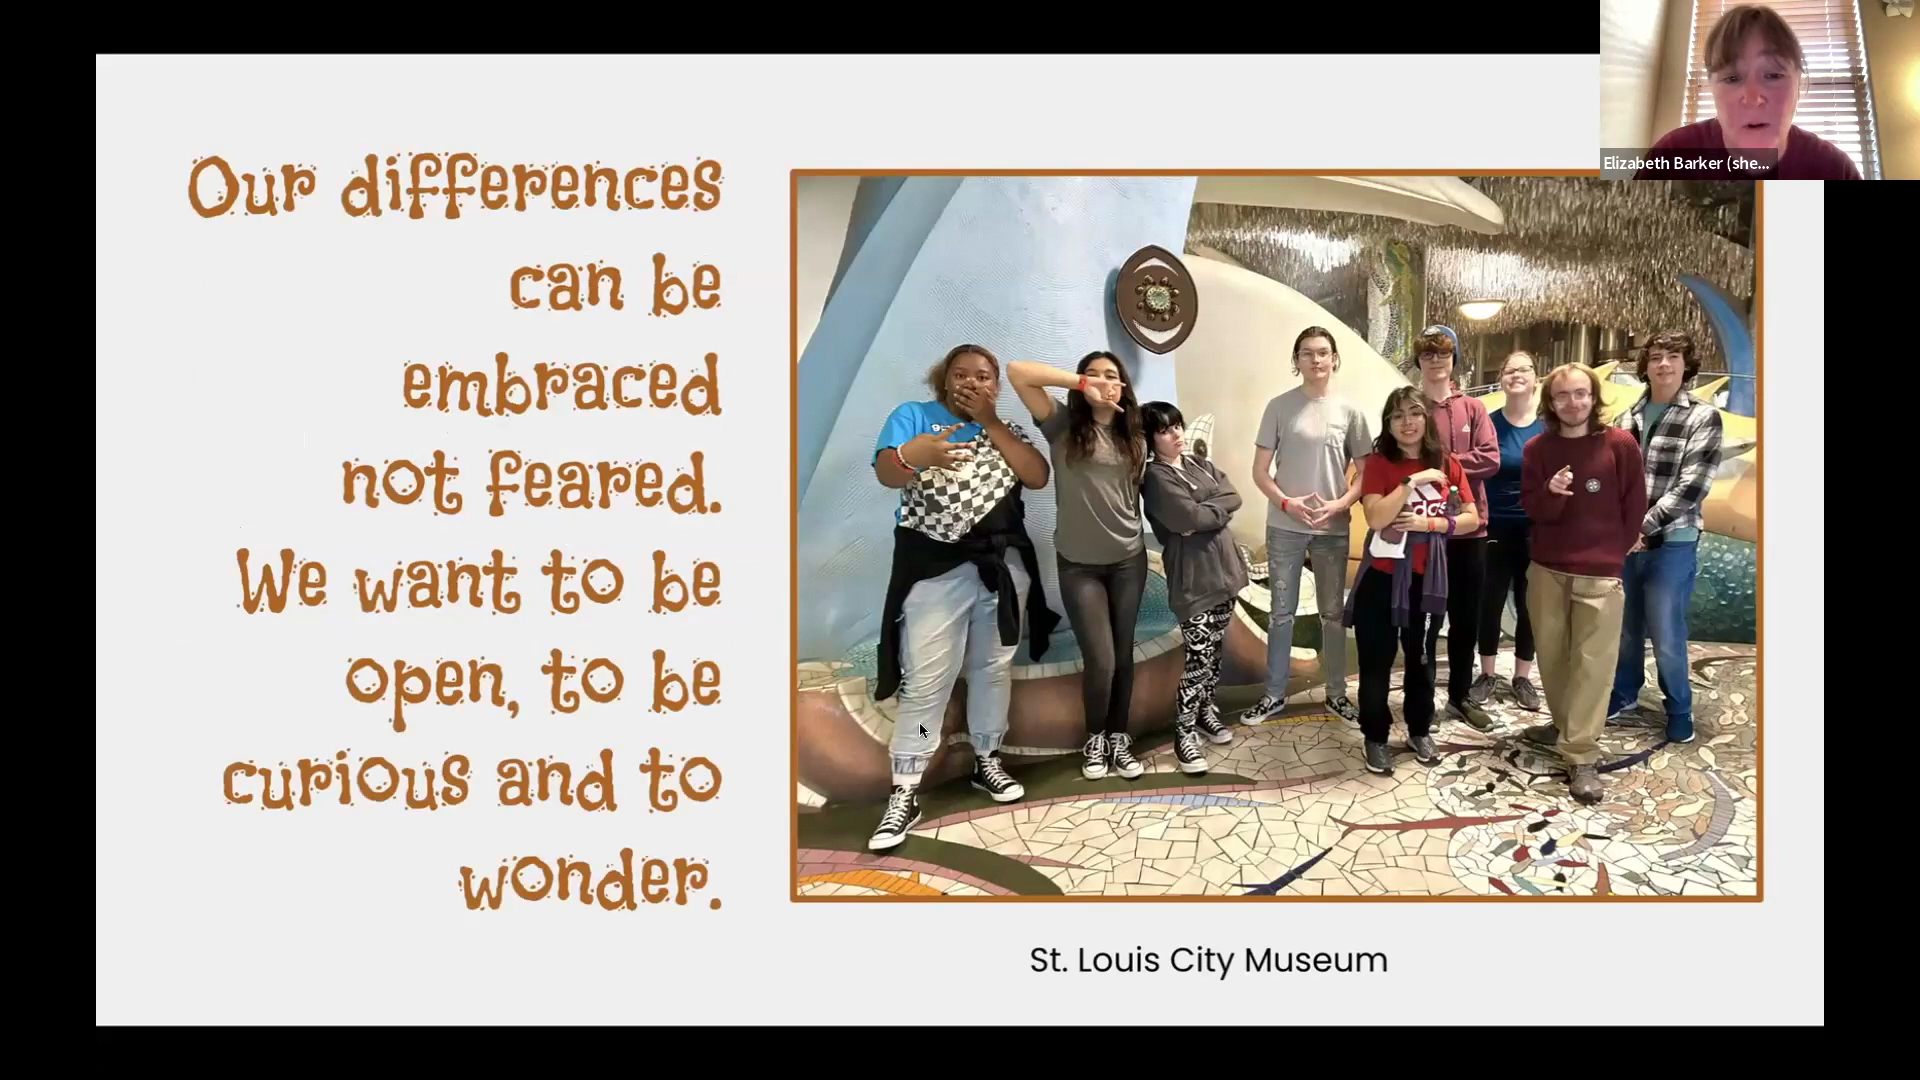 Our differences
can be
embraced
not feared.
We want to be
open, to be
curious and to
wonder.
St. Louis City Museum
Elizabeth Barker (she...